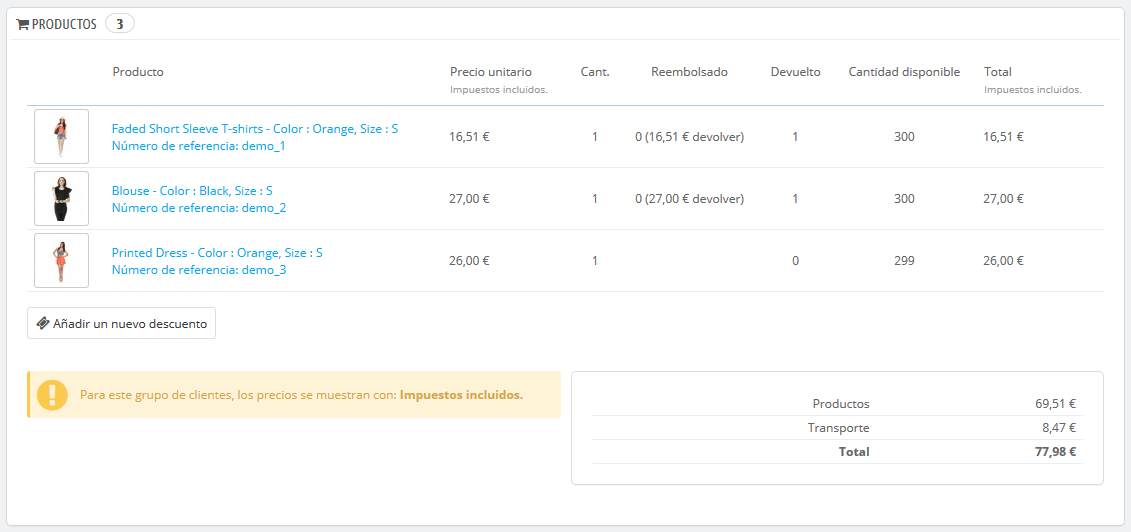 PRODUCTOS 3
Producto Precio unitario Cant. Reembolsado Devuelto Cantidad disponible Total
Impuestos incluidos. Impuestos incluidos.
Faded Short Sleeve T-shirts - Color : Orange, Size : S
Número de referencia: demo_1
16,51 € 1 0 (16,51 € devolver) 1 300 16,51 €
Blouse - Color : Black, Size : S
Número de referencia: demo_2
27,00 € 1 0 (27,00 € devolver) 1 300 27,00 €
Printed Dress - Color : Orange, Size : S
Número de referencia: demo_3
26,00 € 1 0 299 26,00 €
Añadir un nuevo descuento
Para este grupo de clientes, los precios se muestran con: Impuestos incluidos.
Productos 69,51 €
Transporte 8,47 €
Total 77,98 €